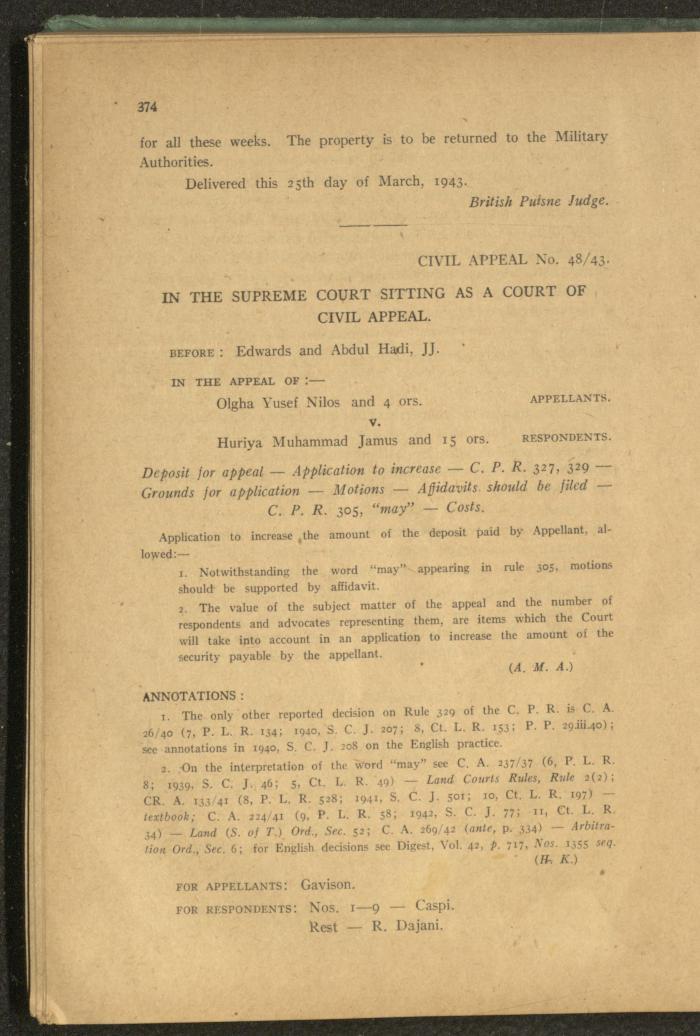 374
for all these weeks. The property is to be returned to the Military
Authorities.
Delivered this 25th day of March, 1943.
British Puisne Judge.
CIVIL APPEAL No. 48/43.
IN THE SUPREME COURT SITTING AS A COURT OF
CIVIL APPEAL.
BEFORE : Edwards and Abdul Hadi, JJ.
IN THE APPEAL OF :—
Olgha Yusef Nilos and 4 ors. APPELLANTS.
v.
Huriya Muhammad Jamus and 15 ors. RESPONDENTS.
Deposit for appeal — Application to increase — C. P. R. 327, 329 —
Grounds for application — Motions — Affidavits should be filed —
C. P. R. 305, "may" — Costs.
Application to increase the amount of the deposit paid by Appellant, al-
lowed:—
1. Notwithstanding the word "may" appearing in rule 305, motions
should be supported by affidavit.
2. The value of the subject matter of the appeal and the number of
respondents and advocates representing them, are items which the Court
will take into account in an application to increase the amount of the
security payable by the appellant.
(A. M. A.)
ANNOTATIONS :
1. The only other reported decision on Rule 329 of the C. P. R. is C. A.
26/40 (7, P. L. R. 134; 1940, S. C. J. 207; 8, Ct. L. R. 153; P. P. 29.iii.40);
see annotations in 1940, S. C. J. 208 on the English practice.
2. On the interpretation of the word "may" see C. A. 237/37 (6, P. L. R.
8; 1939, S. C. J. 46; 5, Ct. L. R. 49) — Land Courts Rules, Rule 2(2);
CR. A. 133/41 (8, P. L. R. 528; 1941, S. C. J. 501; 10, Ct. L. R. 197) —
textbook; C. A. 224/41 (9, P. L. R. 58; 1942, S. C. J. 77; 11, Ct. L. R.
34) — Land (S. of T.) Ord., Sec. 52; C. A. 269/42 (ante, p. 334) — Arbitra-
tion Ord., Sec. 6; for English decisions see Digest, Vol. 42, p. 717, Nos. 1355 seq.
(H. K.)
FOR APPELLANTS: Gavison.
FOR RESPONDENTS: Nos. 1—9 — Caspi.
Rest — R. Dajani.